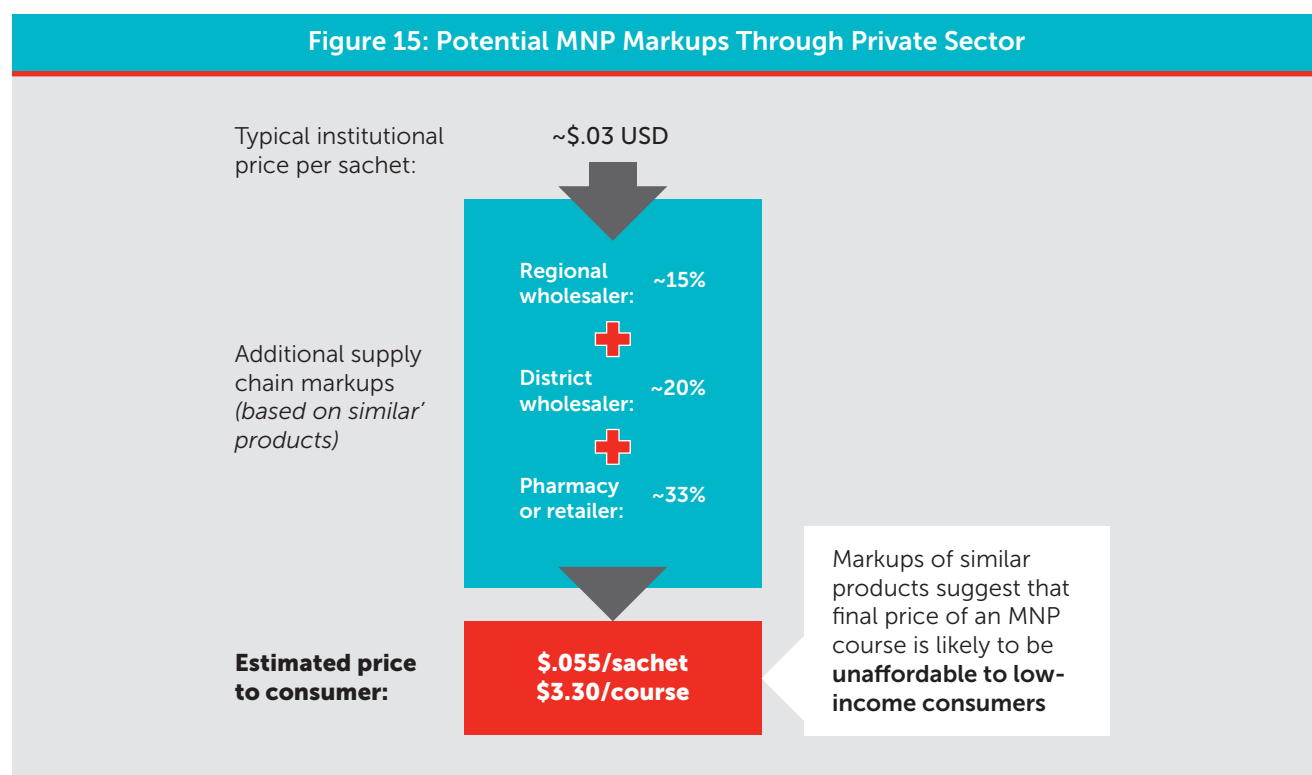 Figure 15: Potential MNP Markups Through Private Sector
Typical institutional
price per sachet:
~$.03 USD
Regional
wholesaler:
~15%
Additional supply
chain markups
(based on similar’
products)
District
wholesaler:
~20%
Pharmacy
or retailer:
~33%
Markups of similar
products suggest that
final price of an MNP
course is likely to be
unaffordable to low-
income consumers
Estimated price
to consumer:
$.055/sachet
$3.30/course